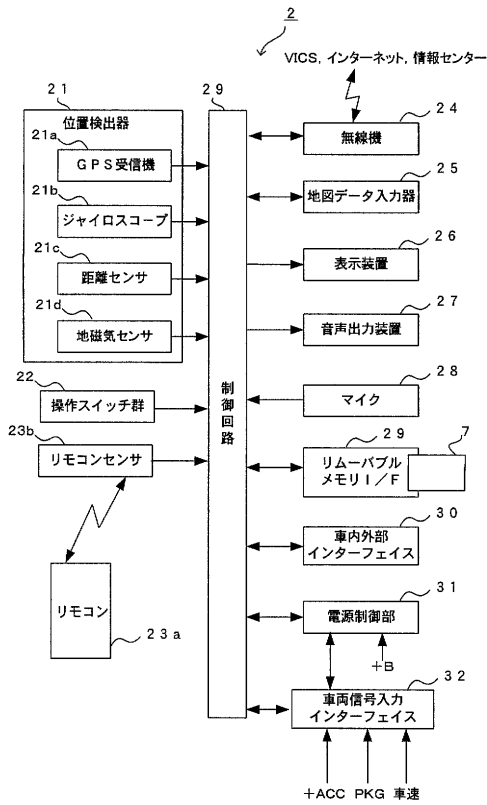 2
VICS, インターネット, 情報センター
21
位置検出器
21a
GPS受信機
21b
ジャイロスコープ
21c
距離センサ
21d
地磁気センサ
22
操作スイッチ群
23b
リモコンセンサ
リモコン
23a
29
制御回路
24
無線機
25
地図データ入力器
26
表示装置
27
音声出力装置
28
マイク
29
7
リムーバブル
メモリI/F
30
車内外部
インターフェイス
31
電源制御部
+B
32
車両信号入力
インターフェイス
+ACC PKG 車速